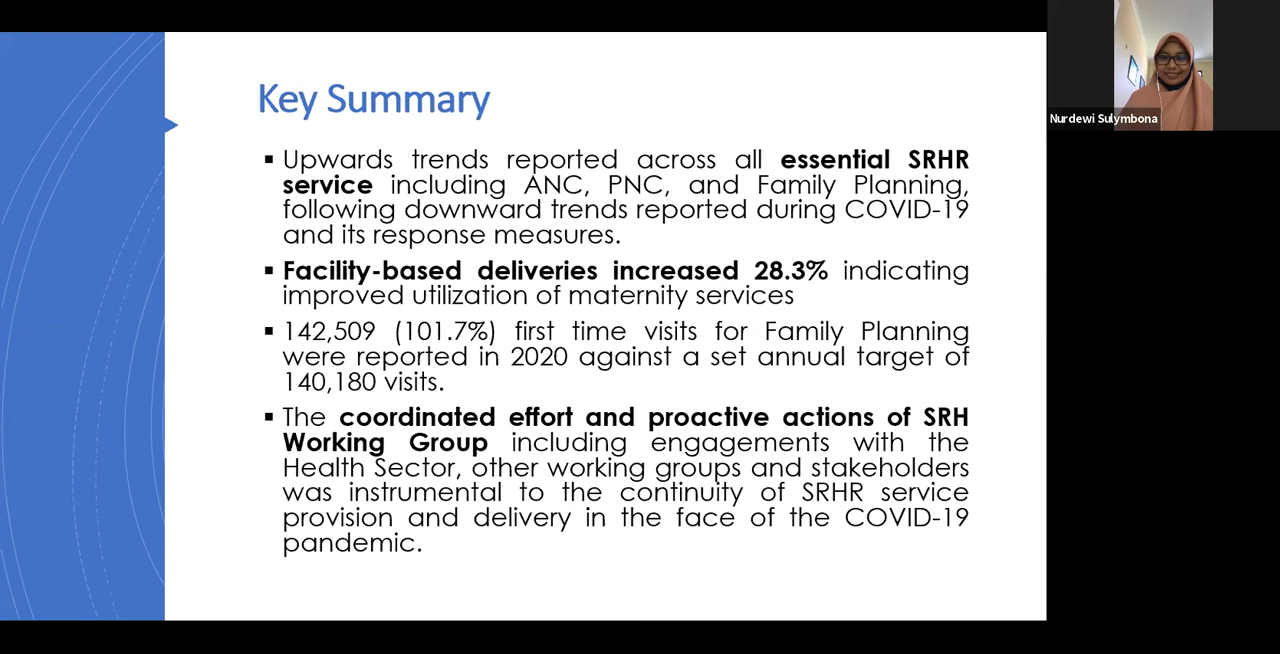 Key Summary
▪ Upwards trends reported across all essential SRHR
service including ANC, PNC, and Family Planning,
following downward trends reported during COVID-19
and its response measures.
▪ Facility-based deliveries increased 28.3% indicating
improved utilization of maternity services
▪ 142,509 (101.7%) first time visits for Family Planning
were reported in 2020 against a set annual target of
140,180 visits.
▪ The coordinated effort and proactive actions of SRH
Working Group including engagements with the
Health Sector, other working groups and stakeholders
was instrumental to the continuity of SRHR service
provision and delivery in the face of the COVID-19
pandemic.
Nurdewi Sulymbona